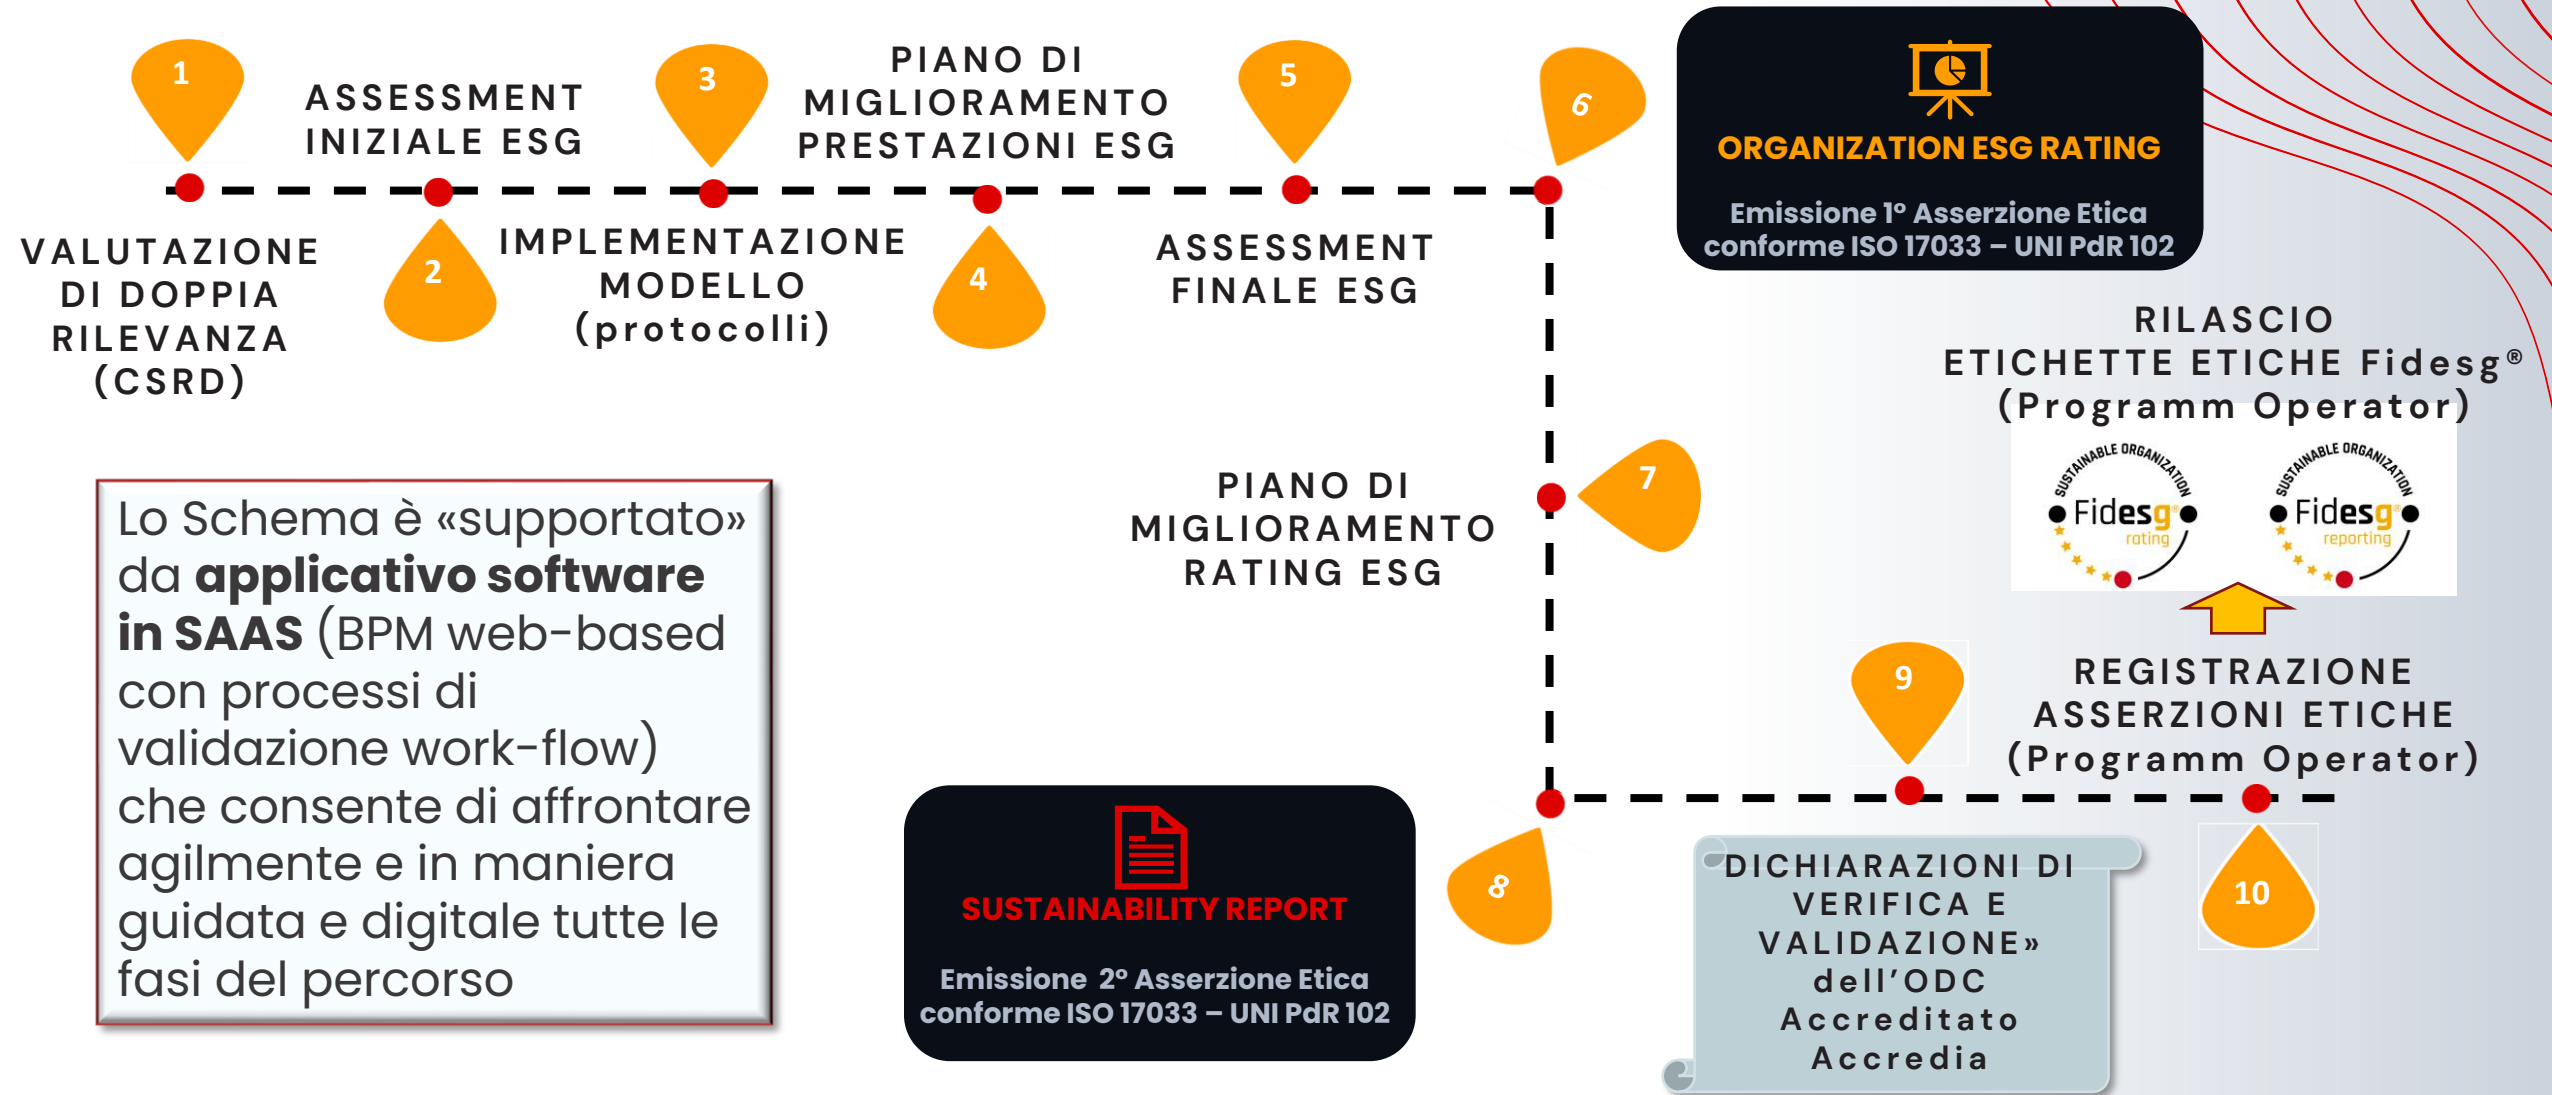 1
VALUTAZIONE
DI DOPPIA
RILEVANZA
(CSRD)
ASSESSMENT
INIZIALE ESG
2
3
IMPLEMENTAZIONE
MODELLO
(protocolli)
PIANO DI
MIGLIORAMENTO
PRESTAZIONI ESG
4
5
ASSESSMENT
FINALE ESG
6
ORGANIZATION ESG RATING
Emissione 1° Asserzione Etica
conforme ISO 17033 – UNI PdR 102
7
PIANO DI
MIGLIORAMENTO
RATING ESG
8
SUSTAINABILITY REPORT
Emissione 2° Asserzione Etica
conforme ISO 17033 – UNI PdR 102
9
DICHIARAZIONI DI
VERIFICA E
VALIDAZIONE»
dell’ODC
Accreditato
Accredia
10
REGISTRAZIONE
ASSERZIONI ETICHE
(Programm Operator)
RILASCIO
ETICHETTE ETICHE Fidesg®
(Programm Operator)
SUSTAINABLE ORGANIZATION
Fidesg®
rating
SUSTAINABLE ORGANIZATION
Fidesg®
reporting
Lo Schema è «supportato»
da applicativo software
in SAAS (BPM web-based
con processi di
validazione work-flow)
che consente di affrontare
agilmente e in maniera
guidata e digitale tutte le
fasi del percorso